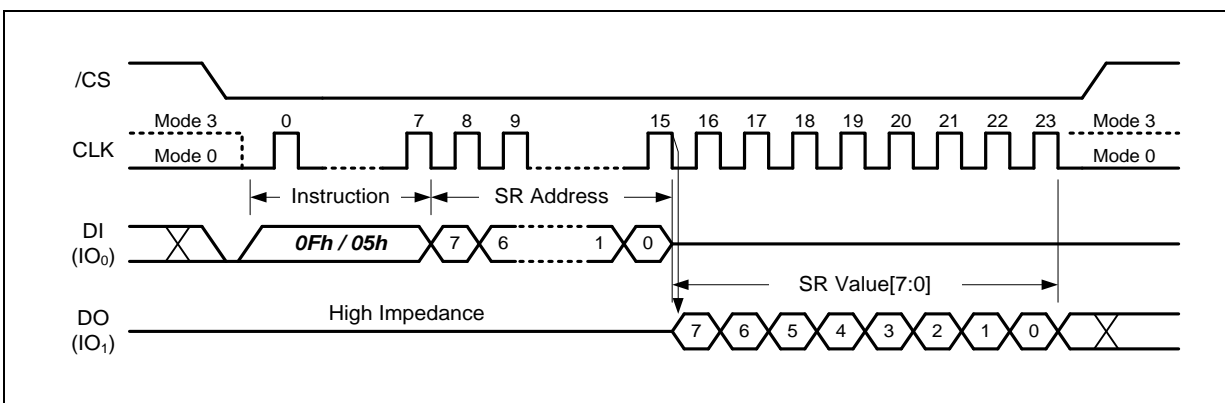 /CS
Mode 3 0 7 8 9 15 16 17 18 19 20 21 22 23 Mode 3
CLK
Mode 0 Mode 0
Instruction SR Address
DI
(IO₀)
0Fh / 05h 7 6 1 0
SR Value[7:0]
High Impedance
DO
(IO₁)
7 6 5 4 3 2 1 0